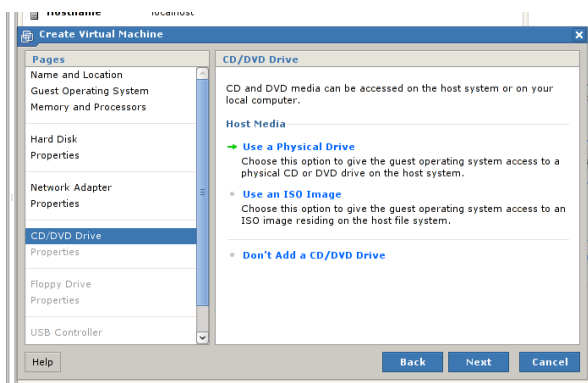 Hostname localhost
Create Virtual Machine
Pages
Name and Location
Guest Operating System
Memory and Processors
Hard Disk
Properties
Network Adapter
Properties
CD/DVD Drive
Properties
Floppy Drive
Properties
USB Controller
CD/DVD Drive
CD and DVD media can be accessed on the host system or on your
local computer.
Host Media
Use a Physical Drive
Choose this option to give the guest operating system access to a
physical CD or DVD drive on the host system.
Use an ISO Image
Choose this option to give the guest operating system access to an
ISO image residing on the host file system.
Don't Add a CD/DVD Drive
Help
Back
Next
Cancel